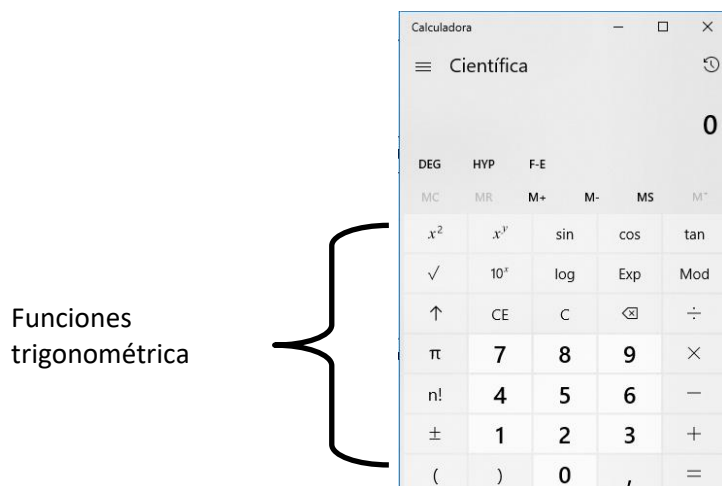 Calculadora
Científica
0
DEG HYP F-E
MC MR M+ M- MS M˅
x² xʸ sin cos tan
√ 10ˣ log Exp Mod
↑ CE C ⌫ ÷
π 7 8 9 ×
n! 4 5 6 −
± 1 2 3 +
( ) 0 , =
Funciones
trigonométrica